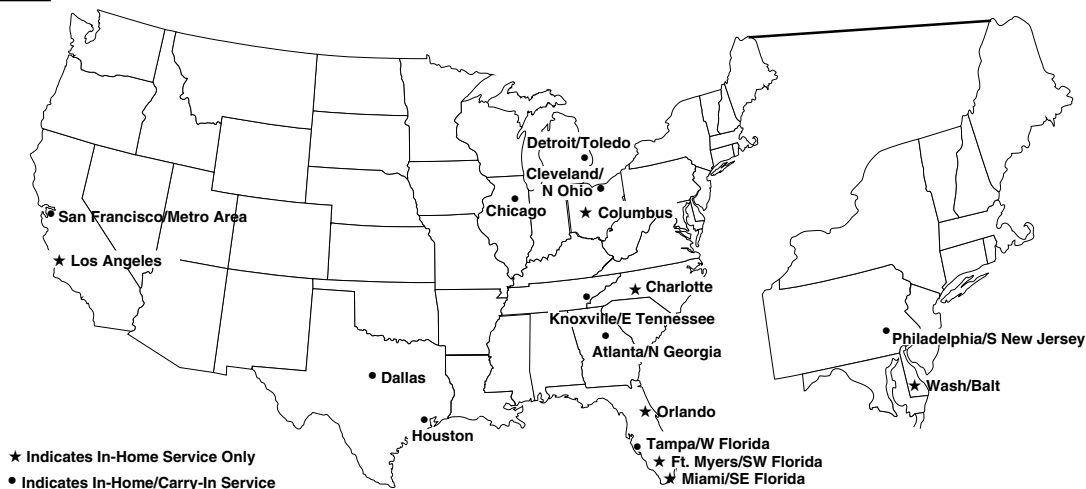 Detroit/Toledo
Cleveland/
N Ohio
Chicago
Columbus
San Francisco/Metro Area
Los Angeles
Charlotte
Knoxville/E Tennessee
Atlanta/N Georgia
Philadelphia/S New Jersey
Dallas
Wash/Balt
Orlando
Houston
Tampa/W Florida
★ Indicates In-Home Service Only
Ft. Myers/SW Florida
Miami/SE Florida
• Indicates In-Home/Carry-In Service